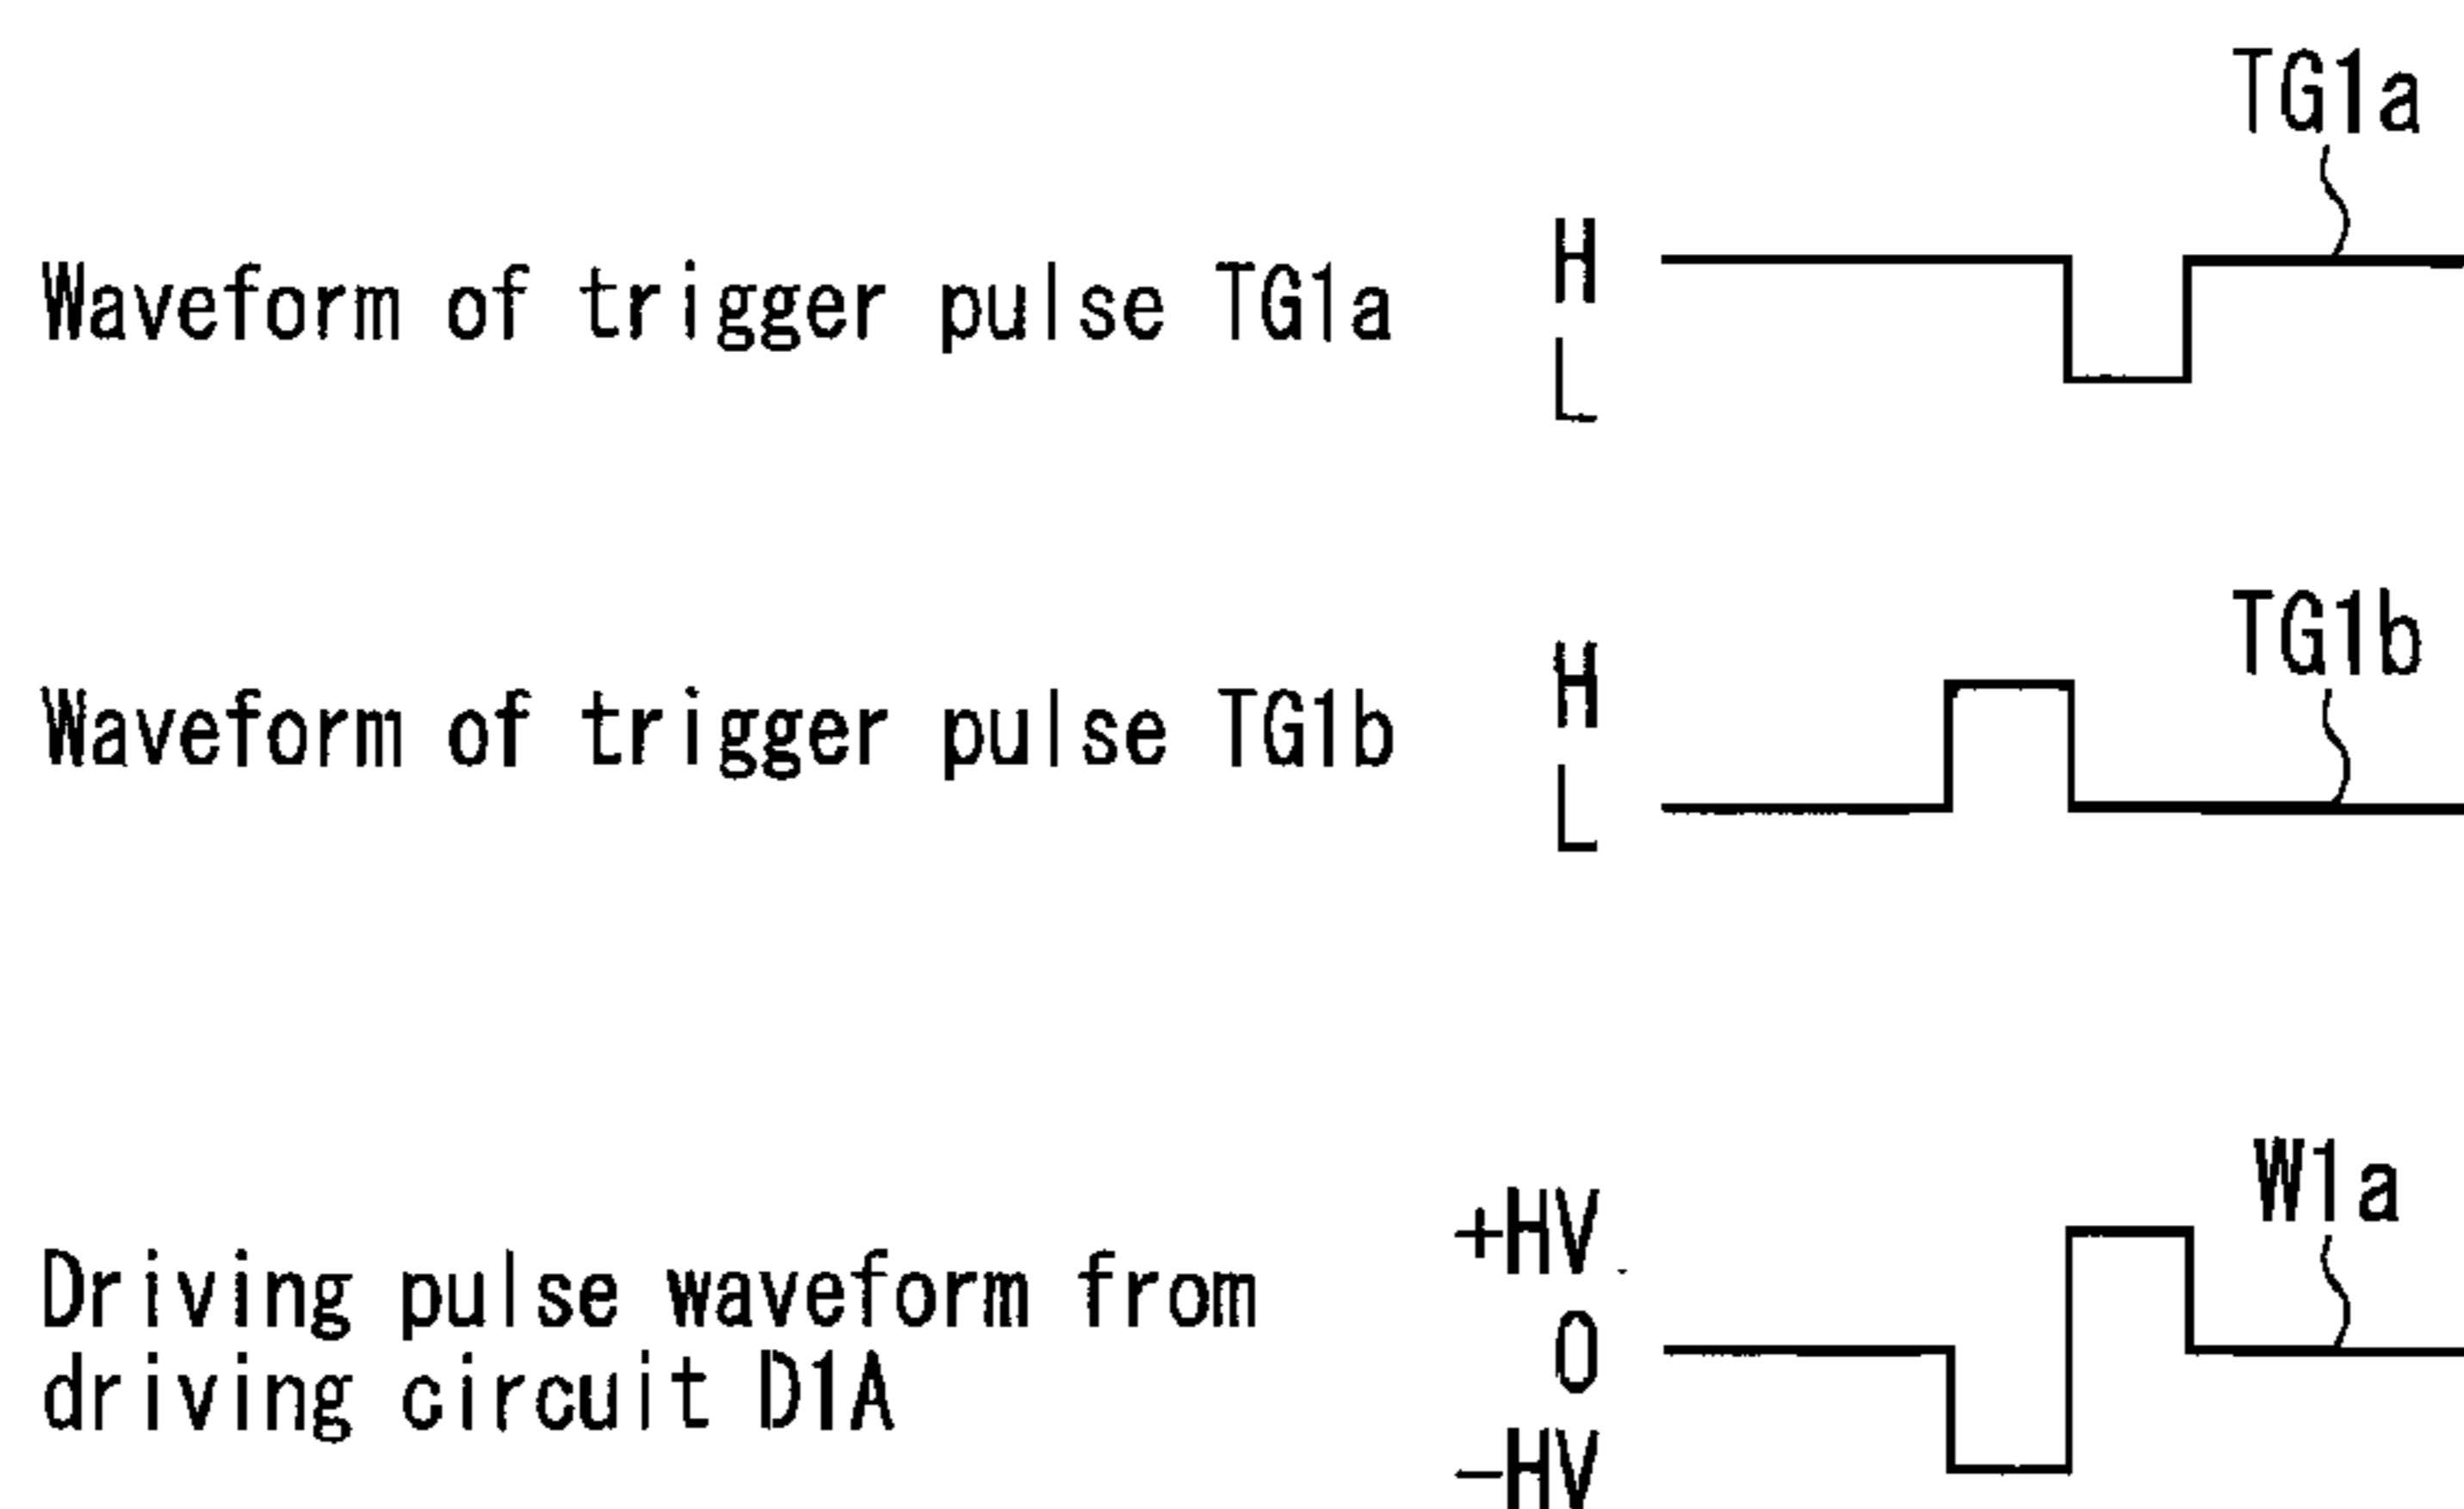 TG1a
Waveform of trigger pulse TG1a
H
L
TG1b
Waveform of trigger pulse TG1b
H
L
W1a
Driving pulse waveform from
driving circuit D1A
+HV
0
-HV